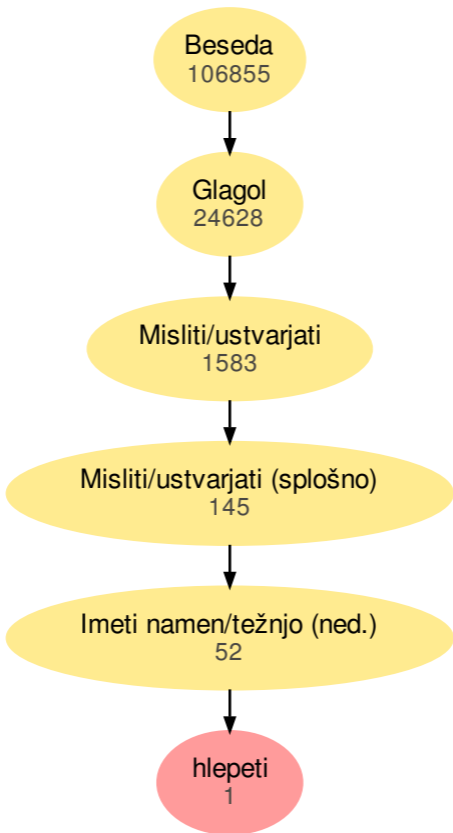 Beseda
106855
Glagol
24628
Misliti/ustvarjati
1583
Misliti/ustvarjati (splošno)
145
Imeti namen/težnjo (ned.)
52
hlepeti
1